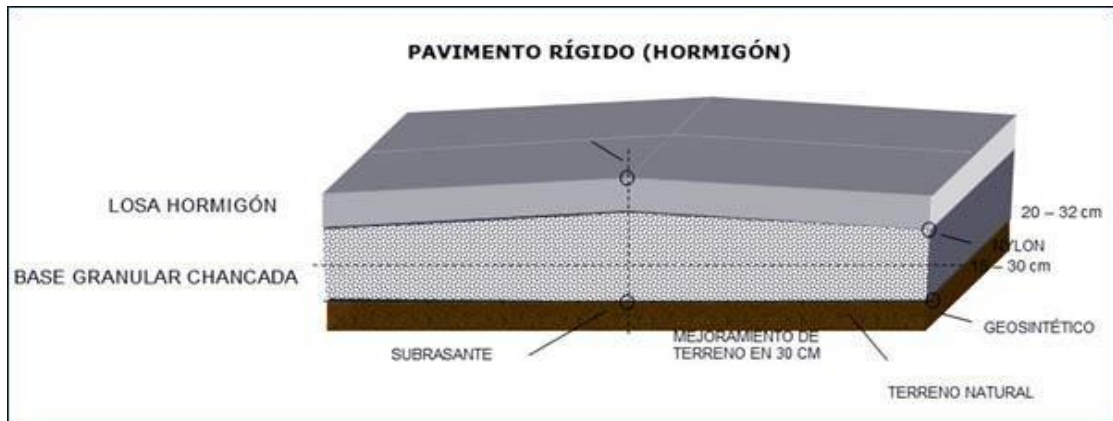 PAVIMENTO RÍGIDO (HORMIGÓN)
LOSA HORMIGÓN
20 – 32 cm
NYLON
BASE GRANULAR CHANCADA
– 30 cm
GEOSINTÉTICO
SUBRASANTE
MEJORAMIENTO DE
TERRENO EN 30 CM
TERRENO NATURAL